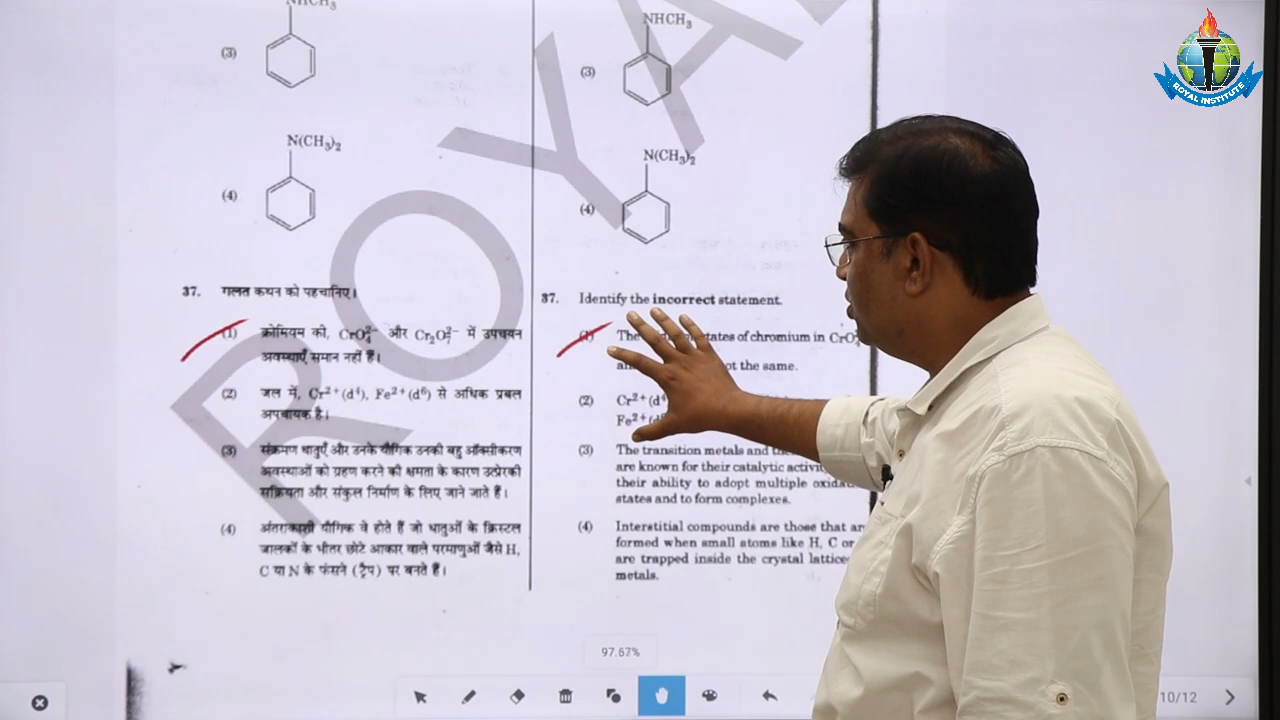 NHCH3
(3)
N(CH3)2
(4)
37. गलत कथन को पहचानिए।
(1) क्रोमियम की, CrO4^2– और Cr2O7^2– में उपचयन
अवस्थाएँ समान नहीं हैं।
(2) जल में, Cr2+(d4), Fe2+(d6) से अधिक प्रबल
अपचायक है।
(3) संक्रमण धातुएँ और उनके यौगिक उनकी बहु ऑक्सीकरण
अवस्थाओं को ग्रहण करने की क्षमता के कारण उत्प्रेरकी
सक्रियता और संकुल निर्माण के लिए जाने जाते हैं।
(4) अंतराकाशी यौगिक वे होते हैं जो धातुओं के क्रिस्टल
जालकों के भीतर छोटे आकार वाले परमाणुओं जैसे H,
C या N के फंसने (ट्रैप) पर बनते हैं।
NHCH3
(3)
N(CH3)2
(4)
37. Identify the incorrect statement.
(1) The states of chromium in CrO
the same.
(2) Cr2+(d4
Fe2+
(3) The transition metals and
are known for their catalytic
their ability to adopt multiple
states and to form complexes.
(4) Interstitial compounds are those that
formed when small atoms like H, C or
are trapped inside the crystal
metals.
ROYA
ROYAL INSTITUTE
97.67%
10/12